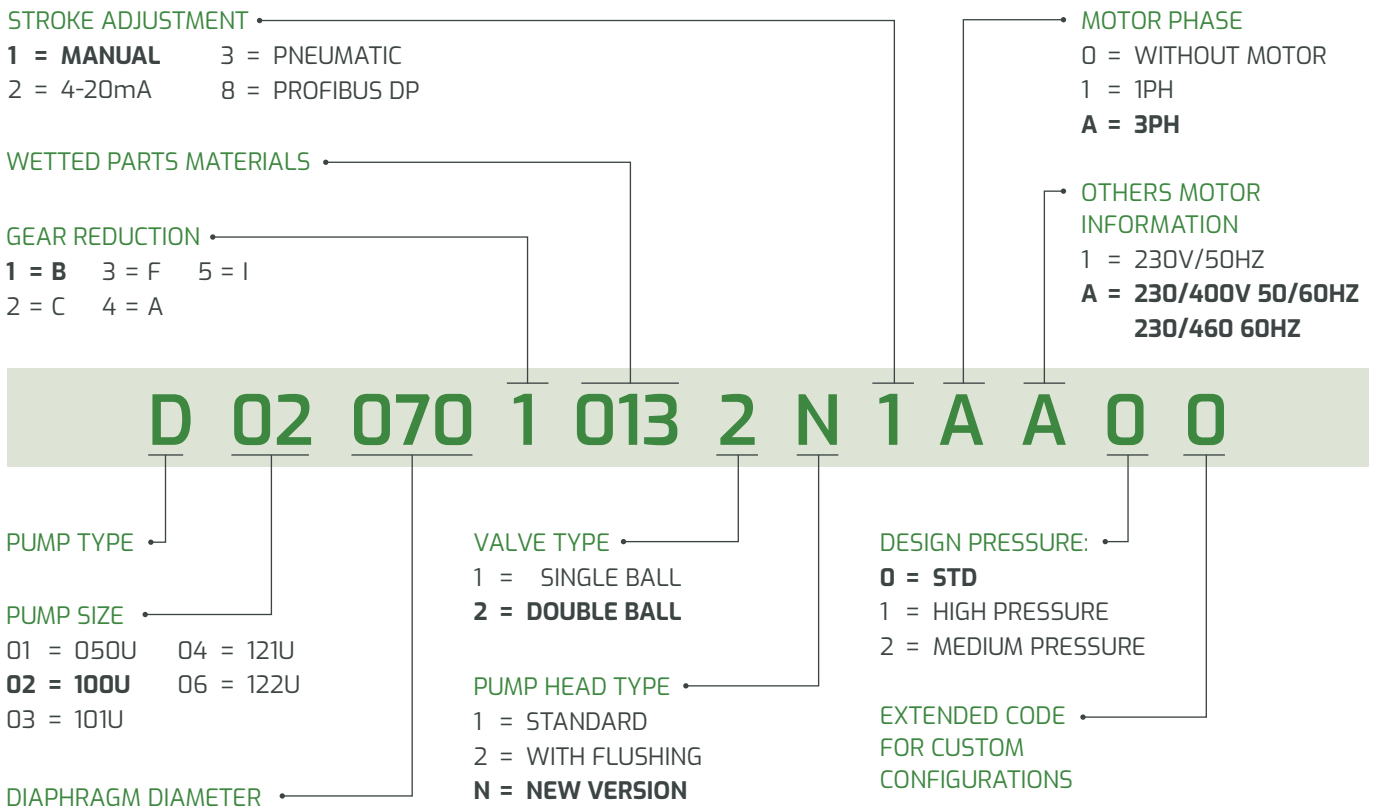 STROKE ADJUSTMENT
1 = MANUAL 3 = PNEUMATIC
2 = 4-20mA 8 = PROFIBUS DP
WETTED PARTS MATERIALS
GEAR REDUCTION
1 = B 3 = F 5 = I
2 = C 4 = A
MOTOR PHASE
0 = WITHOUT MOTOR
1 = 1PH
A = 3PH
OTHERS MOTOR
INFORMATION
1 = 230V/50HZ
A = 230/400V 50/60HZ
230/460 60HZ
D 02 070 1 013 2 N 1 A A 0 0
PUMP TYPE
PUMP SIZE
01 = 050U 04 = 121U
02 = 100U 06 = 122U
03 = 101U
DIAPHRAGM DIAMETER
VALVE TYPE
1 = SINGLE BALL
2 = DOUBLE BALL
PUMP HEAD TYPE
1 = STANDARD
2 = WITH FLUSHING
N = NEW VERSION
DESIGN PRESSURE:
0 = STD
1 = HIGH PRESSURE
2 = MEDIUM PRESSURE
EXTENDED CODE
FOR CUSTOM
CONFIGURATIONS